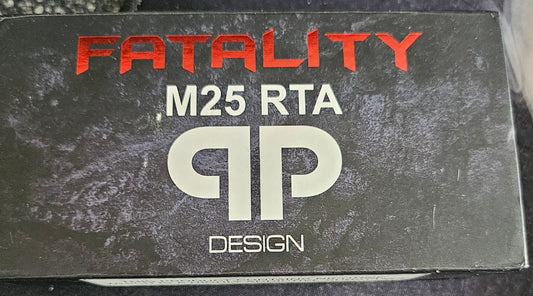 FATALITY
M25 RTA
qp
DESIGN